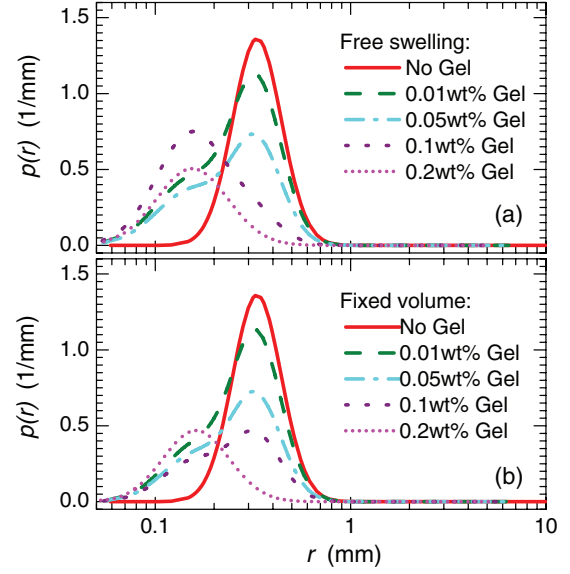 1.5
1.0
0.5
0.0
p(r) (1/mm)
Free swelling:
No Gel
0.01wt% Gel
0.05wt% Gel
0.1wt% Gel
0.2wt% Gel
(a)
1.5
1.0
0.5
0.0
p(r) (1/mm)
Fixed volume:
No Gel
0.01wt% Gel
0.05wt% Gel
0.1wt% Gel
0.2wt% Gel
(b)
0.1 1 10
r (mm)